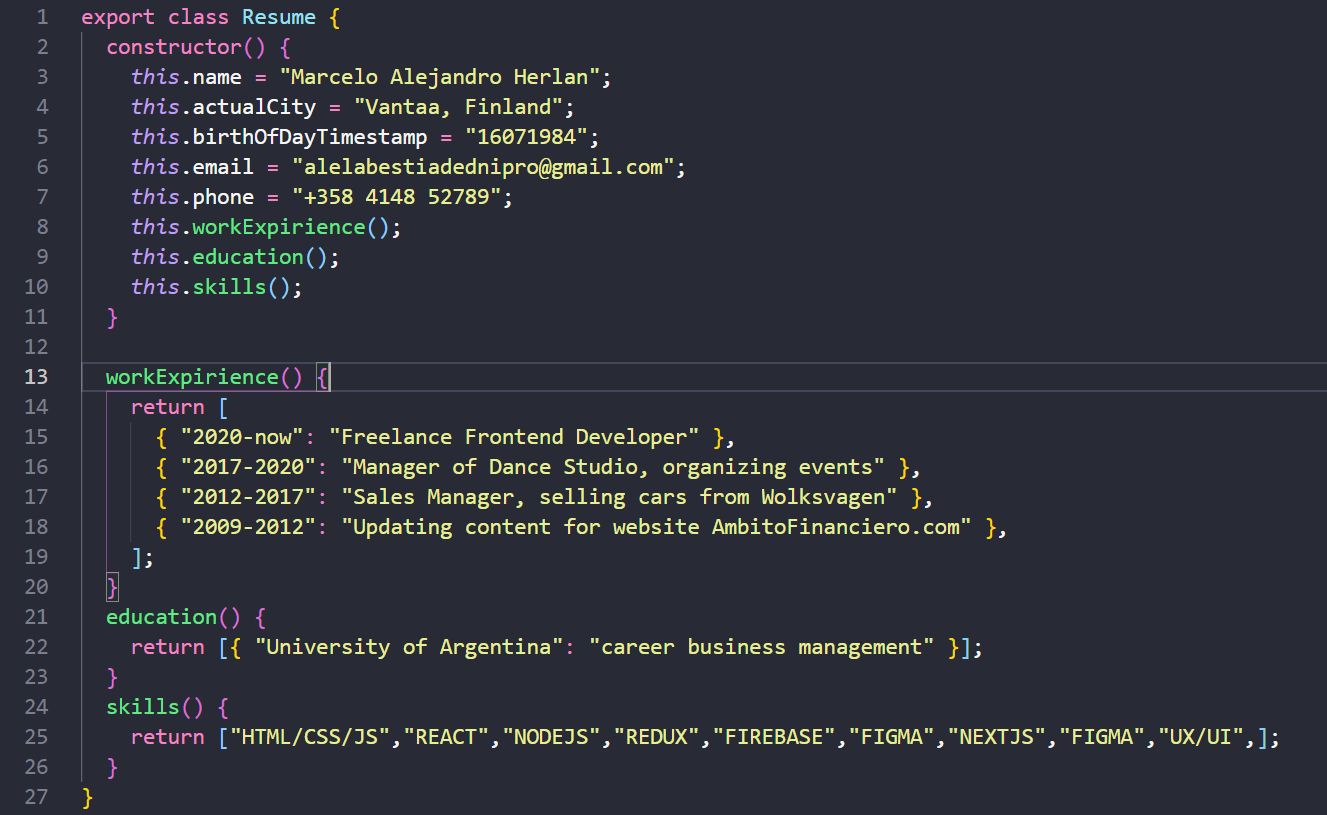 1 export class Resume {
2   constructor() {
3     this.name = "Marcelo Alejandro Herlan";
4     this.actualCity = "Vantaa, Finland";
5     this.birthOfDayTimestamp = "16071984";
6     this.email = "alelabestiadednipro@gmail.com";
7     this.phone = "+358 4148 52789";
8     this.workExpirience();
9     this.education();
10     this.skills();
11   }
12
13   workExpirience() {
14     return [
15       { "2020-now": "Freelance Frontend Developer" },
16       { "2017-2020": "Manager of Dance Studio, organizing events" },
17       { "2012-2017": "Sales Manager, selling cars from Wolksvagen" },
18       { "2009-2012": "Updating content for website AmbitoFinanciero.com" },
19     ];
20   }
21   education() {
22     return [{ "University of Argentina": "career business management" }];
23   }
24   skills() {
25     return ["HTML/CSS/JS","REACT","NODEJS","REDUX","FIREBASE","FIGMA","NEXTJS","FIGMA","UX/UI",];
26   }
27 }